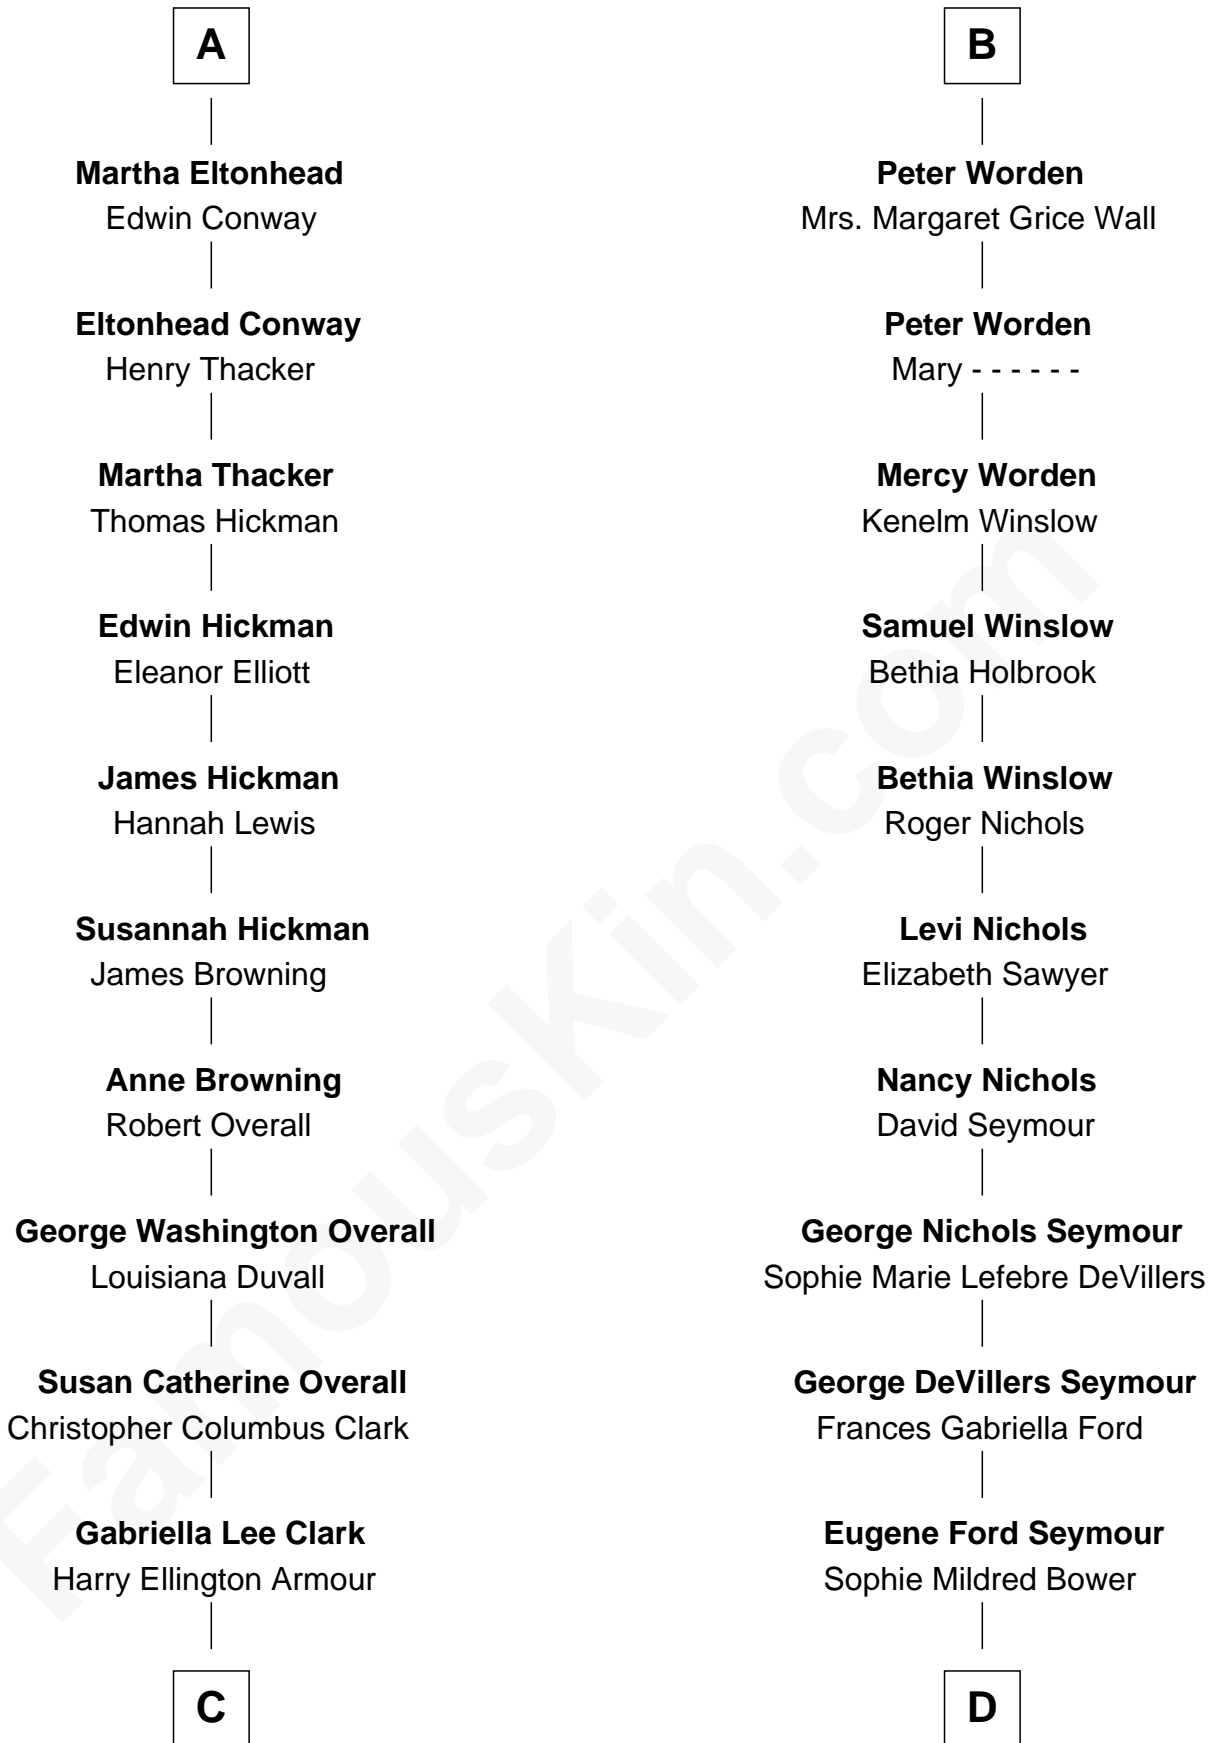 A
Martha Eltonhead
Edwin Conway
Eltonhead Conway
Henry Thacker
Martha Thacker
Thomas Hickman
Edwin Hickman
Eleanor Elliott
James Hickman
Hannah Lewis
Susannah Hickman
James Browning
Anne Browning
Robert Overall
George Washington Overall
Louisiana Duvall
Susan Catherine Overall
Christopher Columbus Clark
Gabriella Lee Clark
Harry Ellington Armour
C
B
Peter Worden
Mrs. Margaret Grice Wall
Peter Worden
Mary - - - - - -
Mercy Worden
Kenelm Winslow
Samuel Winslow
Bethia Holbrook
Bethia Winslow
Roger Nichols
Levi Nichols
Elizabeth Sawyer
Nancy Nichols
David Seymour
George Nichols Seymour
Sophie Marie Lefebre DeVillers
George DeVillers Seymour
Frances Gabriella Ford
Eugene Ford Seymour
Sophie Mildred Bower
D
FamousKin.com